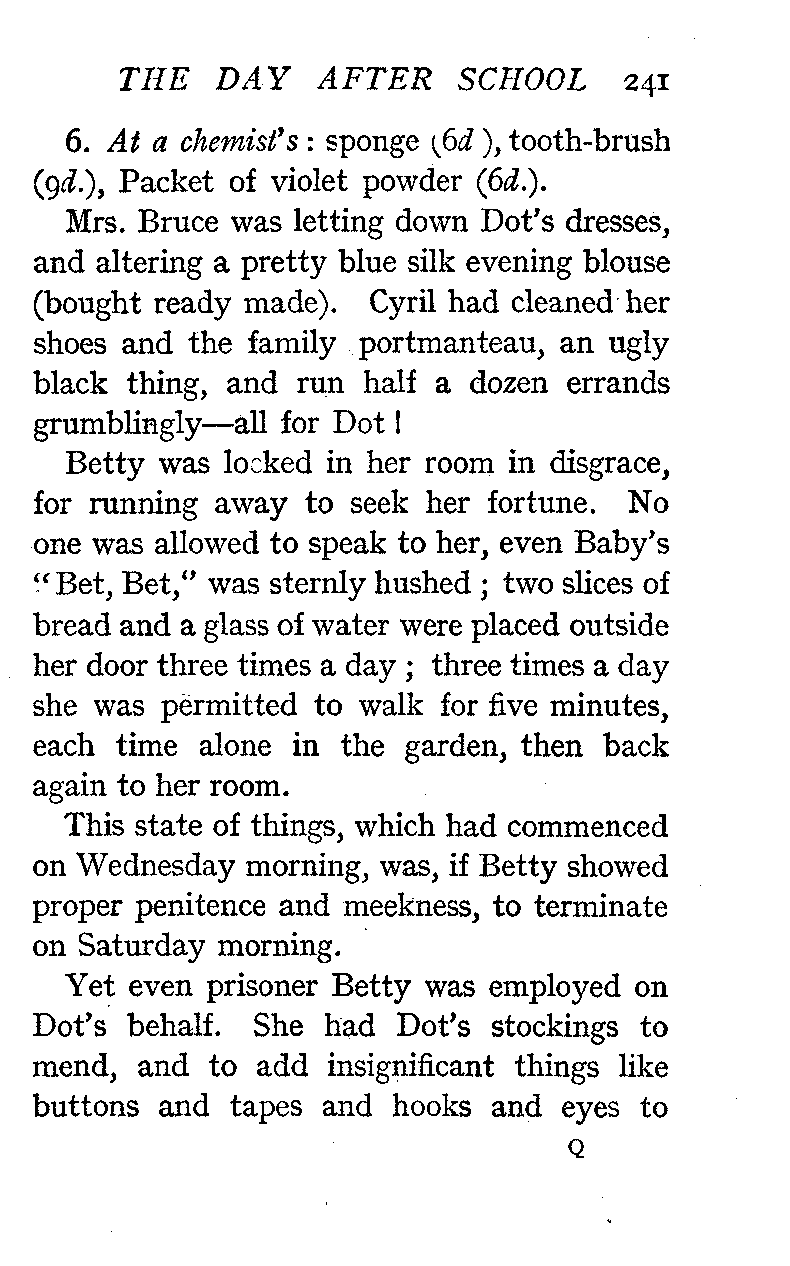 THE DAY AFTER SCHOOL 241
6. At a chemist's : sponge (6d ), tooth-brush
(9d.), Packet of violet powder (6d.).
Mrs. Bruce was letting down Dot's dresses,
and altering a pretty blue silk evening blouse
(bought ready made). Cyril had cleaned her
shoes and the family portmanteau, an ugly
black thing, and run half a dozen errands
grumblingly—all for Dot !
Betty was locked in her room in disgrace,
for running away to seek her fortune. No
one was allowed to speak to her, even Baby's
"Bet, Bet," was sternly hushed ; two slices of
bread and a glass of water were placed outside
her door three times a day ; three times a day
she was permitted to walk for five minutes,
each time alone in the garden, then back
again to her room.
This state of things, which had commenced
on Wednesday morning, was, if Betty showed
proper penitence and meekness, to terminate
on Saturday morning.
Yet even prisoner Betty was employed on
Dot's behalf. She had Dot's stockings to
mend, and to add insignificant things like
buttons and tapes and hooks and eyes to
Q